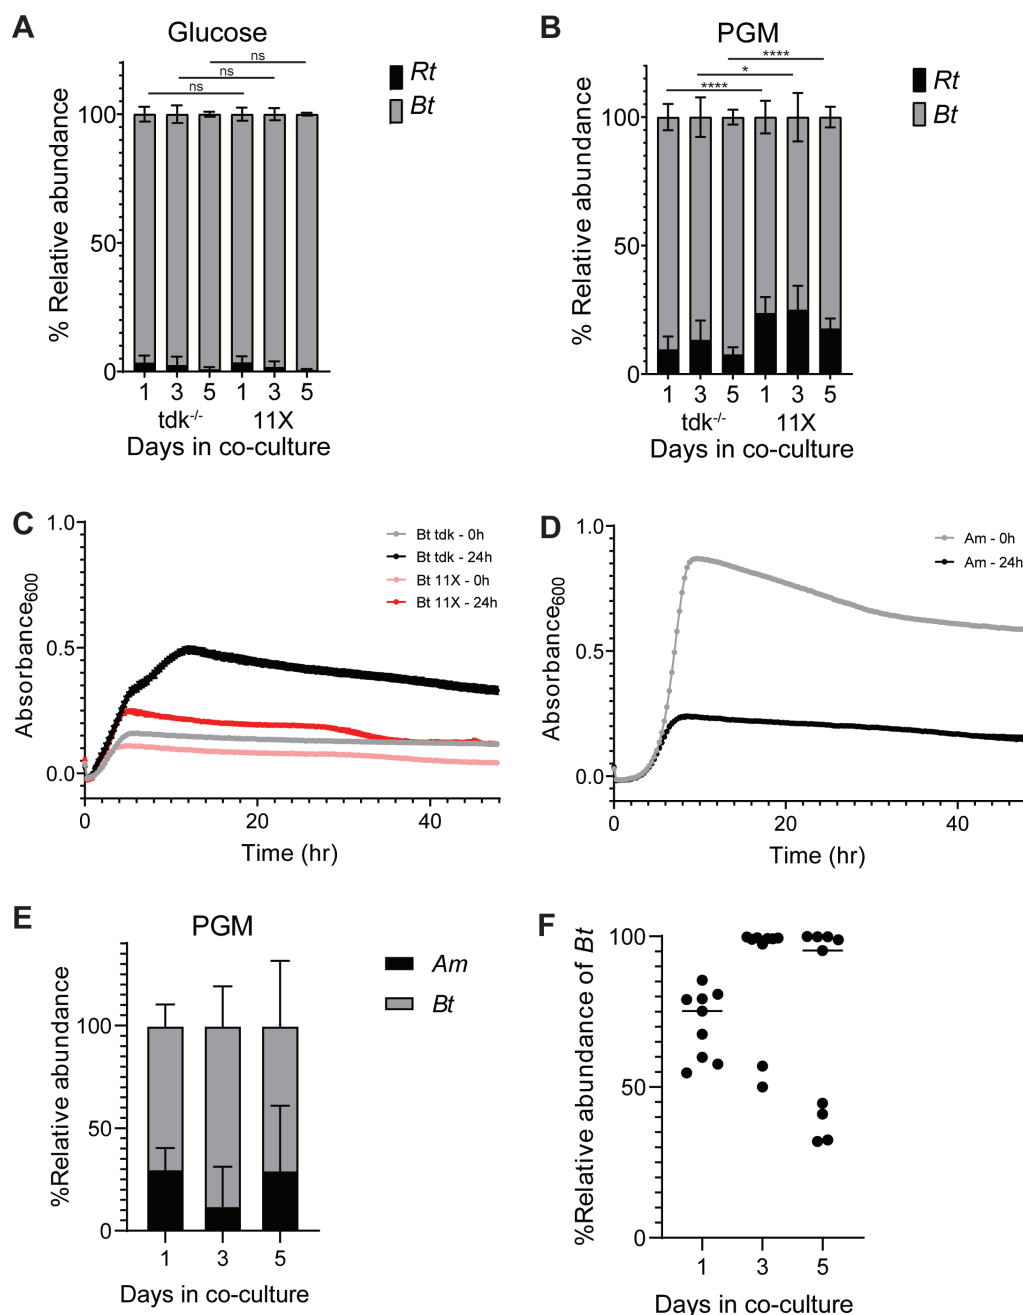 A
Glucose
ns
ns
ns
Rt
Bt
% Relative abundance
100
50
0
1 3 5 1 3 5
tdk-/- 11X
Days in co-culture
B
PGM
****
*
****
Rt
Bt
% Relative abundance
100
50
0
1 3 5 1 3 5
tdk-/- 11X
Days in co-culture
C
Bt tdk - 0h
Bt tdk - 24h
Bt 11X - 0h
Bt 11X - 24h
Absorbance600
1.0
0.5
0.0
0 20 40
Time (hr)
D
Am - 0h
Am - 24h
Absorbance600
1.0
0.5
0.0
0 20 40
Time (hr)
E
PGM
Am
Bt
%Relative abundance
100
50
0
1 3 5
Days in co-culture
F
%Relative abundance of Bt
100
50
0
1 3 5
Days in co-culture